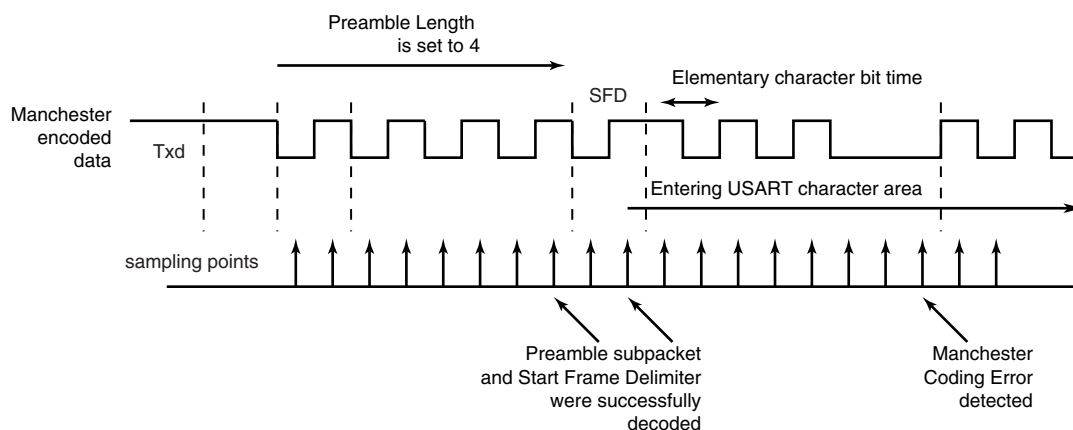 Preamble Length
is set to 4
Elementary character bit time
SFD
Manchester
encoded
data
Txd
Entering USART character area
sampling points
Preamble subpacket
and Start Frame Delimiter
were successfully
decoded
Manchester
Coding Error
detected